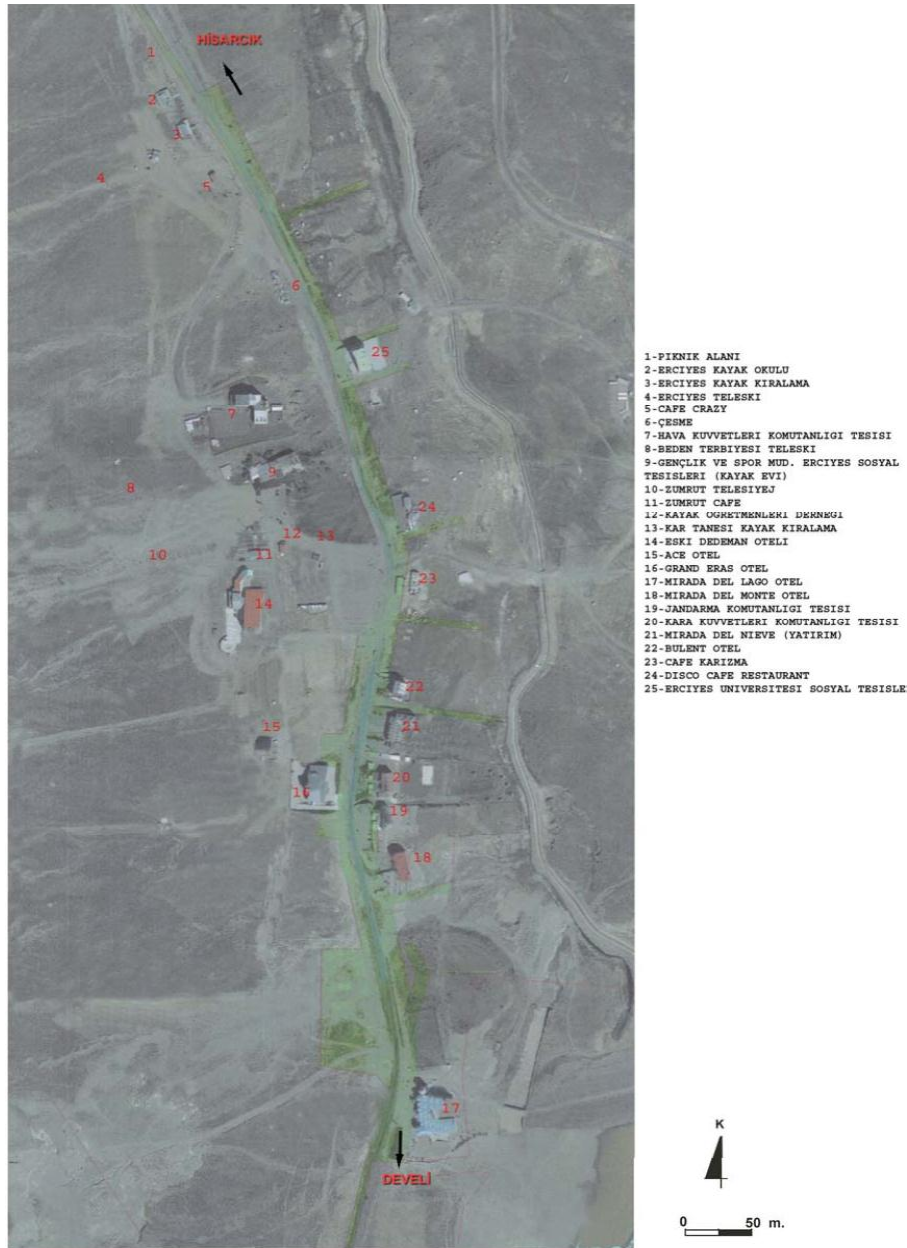 HİSARCIK
1
2
3
4
5
6
25
7
9
8
24
12
13
10
11
23
14
22
15
21
16
20
19
18
17
DEVELİ
1-PIKNIK ALANI
2-ERCIYES KAYAK OKULU
3-ERCIYES KAYAK KIRALAMA
4-ERCIYES TELESKI
5-CAFE CRAZY
6-ÇESME
7-HAVA KUVVETLERI KOMUTANLIGI TESISI
8-BEDEN TERBIYESI TELESKI
9-GENÇLIK VE SPOR MUD. ERCIYES SOSYAL
TESISLERI (KAYAK EVI)
10-ZUMRUT TELESIYEJ
11-ZUMRUT CAFE
12-KAYAK OGRETMENLERI DERNEGI
13-KAR TANESI KAYAK KIRALAMA
14-ESKI DEDEMAN OTELI
15-ACE OTEL
16-GRAND ERAS OTEL
17-MIRADA DEL LAGO OTEL
18-MIRADA DEL MONTE OTEL
19-JANDARMA KOMUTANLIGI TESISI
20-KARA KUVVETLERI KOMUTANLIGI TESISI
21-MIRADA DEL NIEVE (YATIRIM)
22-BULENT OTEL
23-CAFE KARIZMA
24-DISCO CAFE RESTAURANT
25-ERCIYES UNIVERSITESI SOSYAL TESISLE
K
0 50 m.